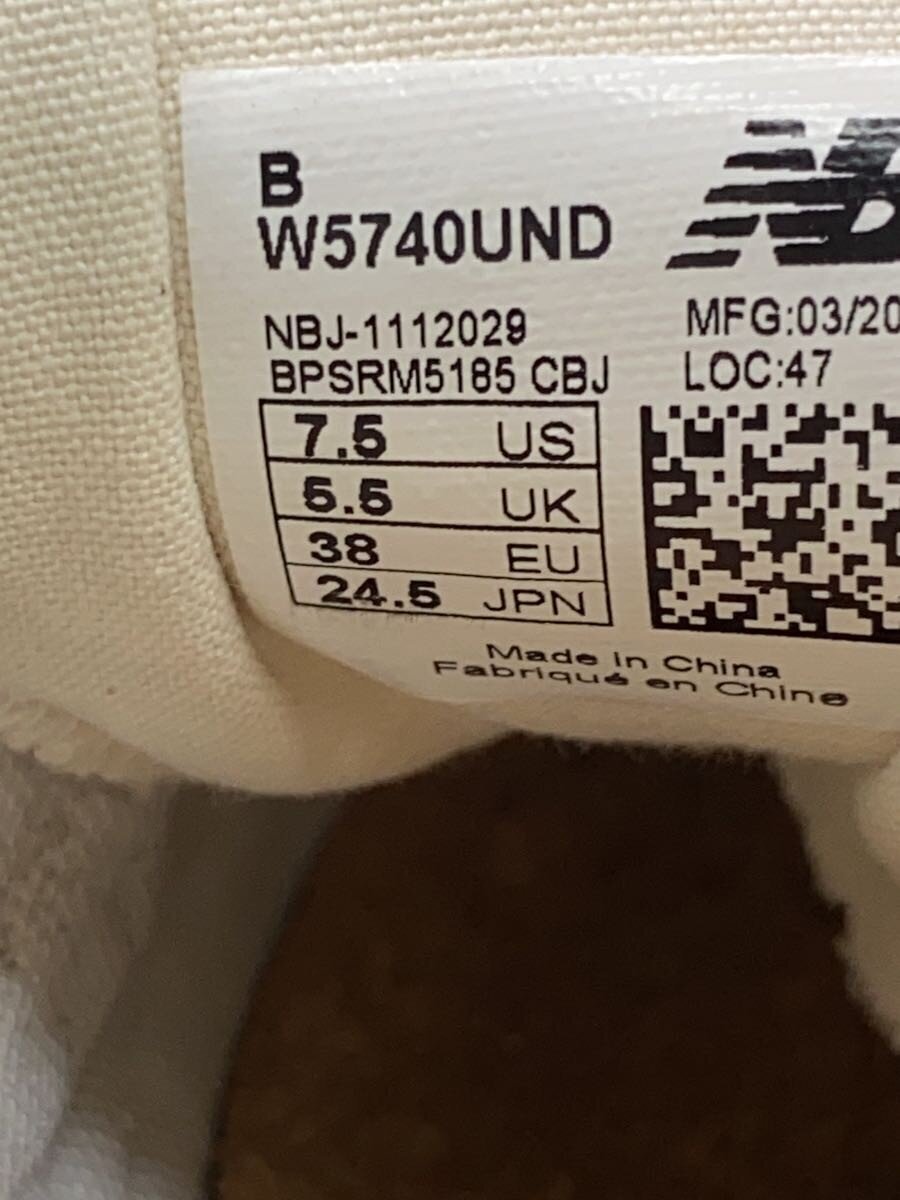 B
W5740UND
NBJ-1112029
BPSRM5185 CBJ
7.5 US
5.5 UK
38 EU
24.5 JPN
NB
MFG:03/20
LOC:47
Made in China
Fabriqué en Chine